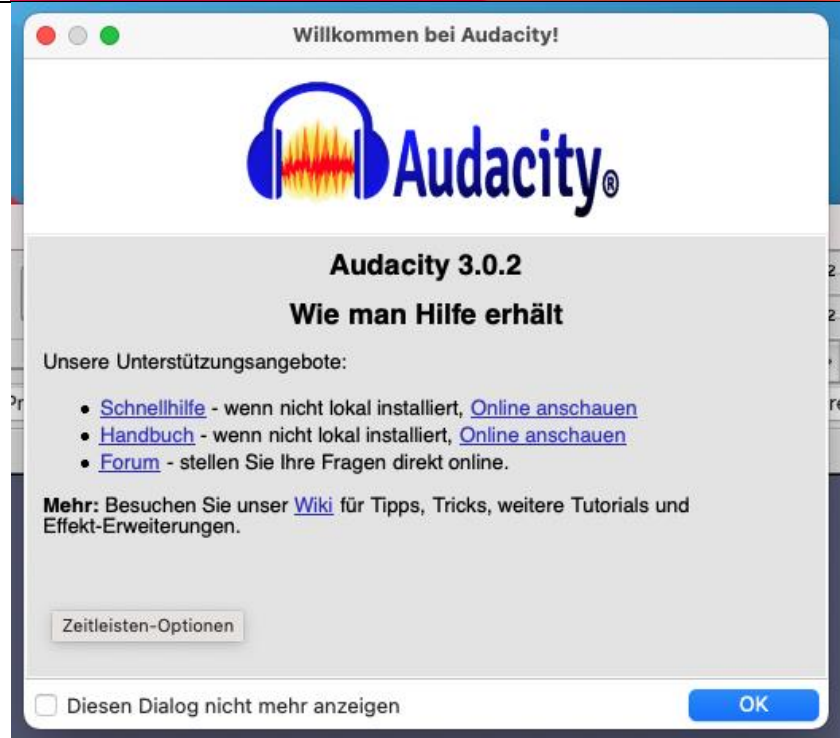 Willkommen bei Audacity!
Audacity®
Audacity 3.0.2
Wie man Hilfe erhält
Unsere Unterstützungsangebote:
• Schnellhilfe - wenn nicht lokal installiert, Online anschauen
• Handbuch - wenn nicht lokal installiert, Online anschauen
• Forum - stellen Sie Ihre Fragen direkt online.
Mehr: Besuchen Sie unser Wiki für Tipps, Tricks, weitere Tutorials und
Effekt-Erweiterungen.
Zeitleisten-Optionen
Diesen Dialog nicht mehr anzeigen
OK